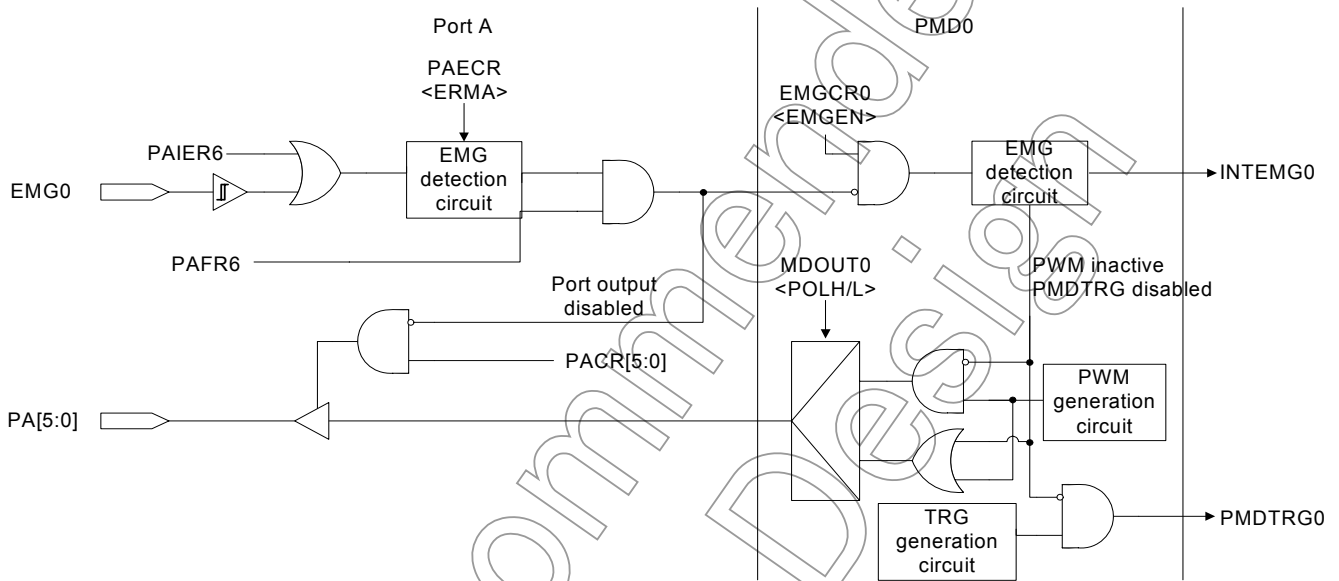 Port A
PMD0
PAECR
<ERMA>
EMGCR0
<EMGEN>
PAIER6
EMG
detection
circuit
EMG
detection
circuit
EMG0
INTEMG0
PAFR6
Port output
disabled
MDOUT0
<POLH/L>
PWM inactive
PMDTRG disabled
PACR[5:0]
PWM
generation
circuit
PA[5:0]
TRG
generation
circuit
PMDTRG0
ommende
Design